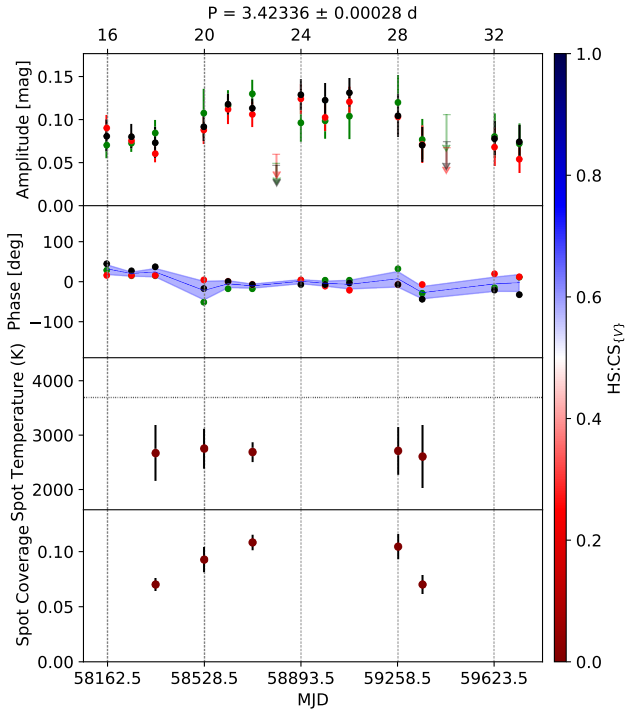 P = 3.42336 ± 0.00028 d
16 20 24 28 32
Amplitude [mag]
0.15
0.10
0.05
0.00
Phase [deg]
100
0
−100
Spot Temperature (K)
4000
3000
2000
Spot Coverage
0.10
0.05
0.00
58162.5 58528.5 58893.5 59258.5 59623.5
MJD
1.0
0.8
0.6
0.4
0.2
0.0
HS:CS{V}